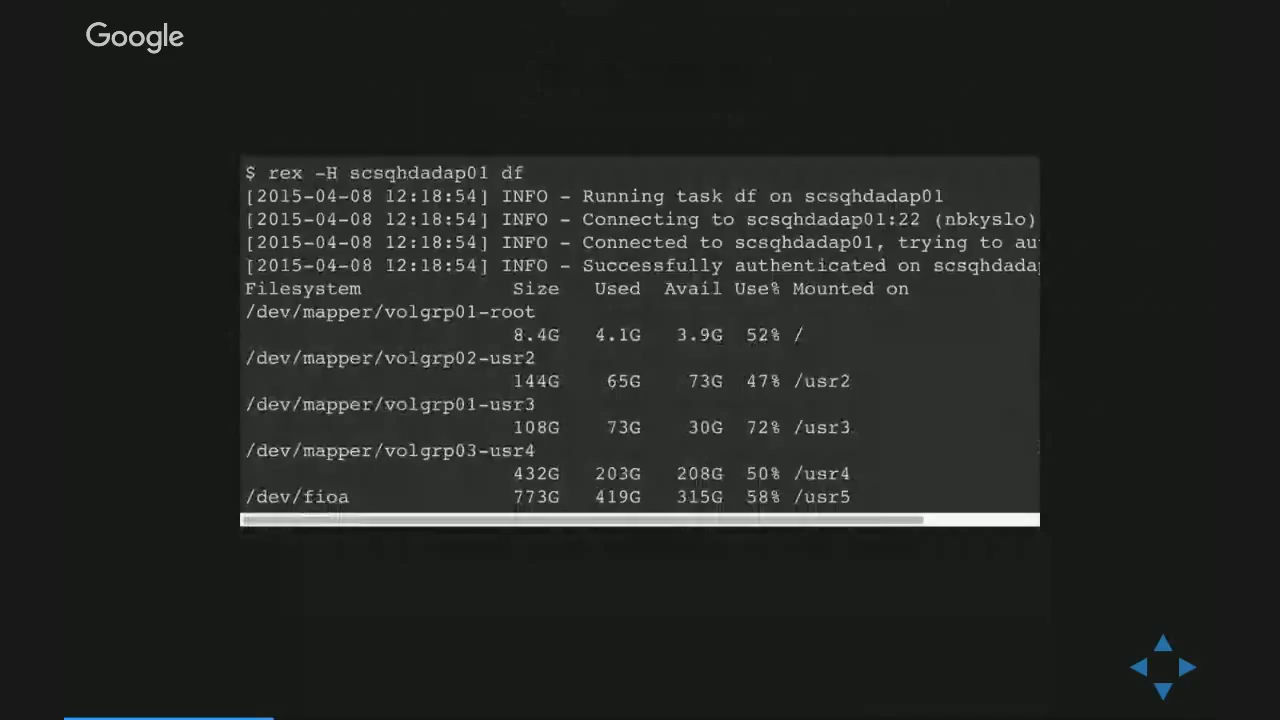 Google
$ rex -H scsqhdadap01 df
[2015-04-08 12:18:54] INFO - Running task df on scsqhdadap01
[2015-04-08 12:18:54] INFO - Connecting to scsqhdadap01:22 (nbkyslo)
[2015-04-08 12:18:54] INFO - Connected to scsqhdadap01, trying to au
[2015-04-08 12:18:54] INFO - Successfully authenticated on scsqhdada
Filesystem Size Used Avail Use% Mounted on
/dev/mapper/volgrp01-root
8.4G 4.1G 3.9G 52% /
/dev/mapper/volgrp02-usr2
144G 65G 73G 47% /usr2
/dev/mapper/volgrp01-usr3
108G 73G 30G 72% /usr3
/dev/mapper/volgrp03-usr4
432G 203G 208G 50% /usr4
/dev/fioa 773G 419G 315G 58% /usr5